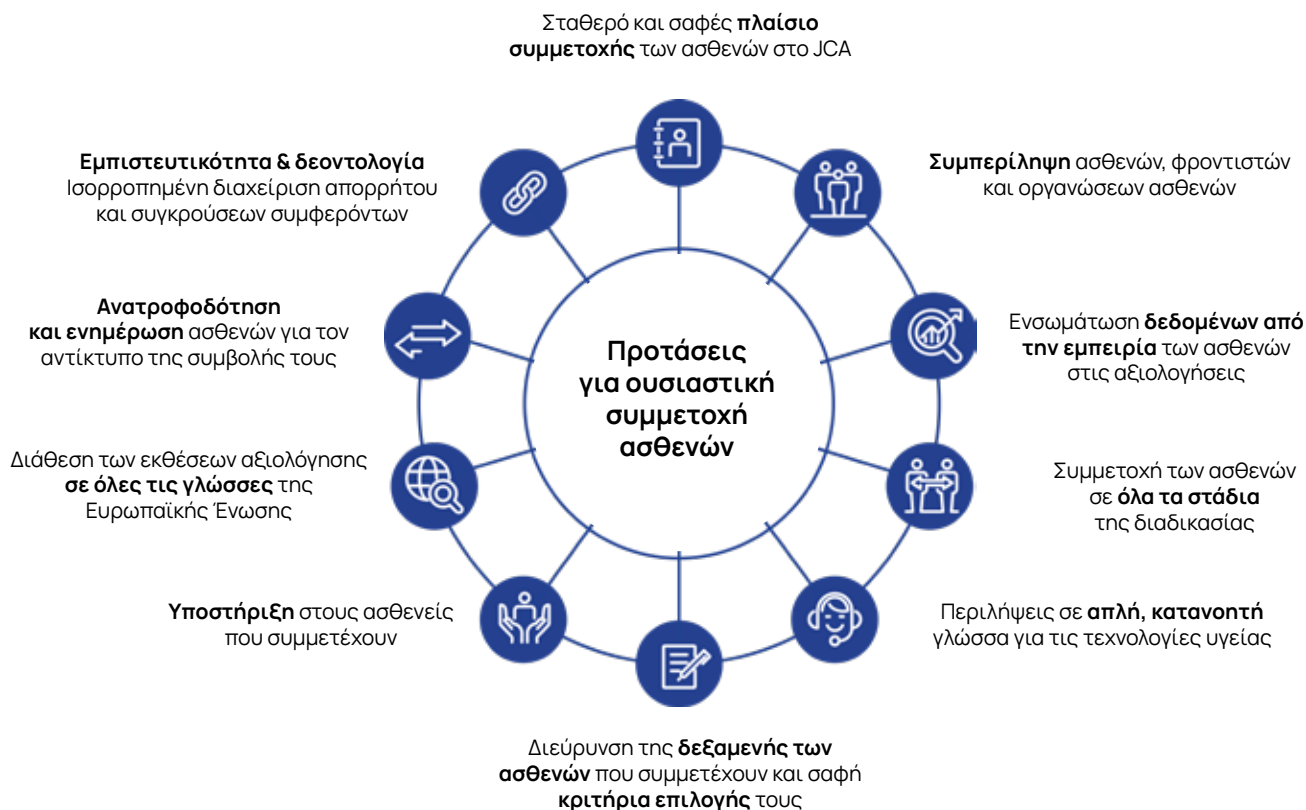 Σταθερό και σαφές πλαίσιο
συμμετοχής των ασθενών στο JCA
Εμπιστευτικότητα & δεοντολογία
Ισορροπημένη διαχείριση απορρήτου
και συγκρούσεων συμφερόντων
Συμπερίληψη ασθενών, φροντιστών
και οργανώσεων ασθενών
Ανατροφοδότηση
και ενημέρωση ασθενών για τον
αντίκτυπο της συμβολής τους
Προτάσεις
για ουσιαστική
συμμετοχή
ασθενών
Ενσωμάτωση δεδομένων από
την εμπειρία των ασθενών
στις αξιολογήσεις
Διάθεση των εκθέσεων αξιολόγησης
σε όλες τις γλώσσες της
Ευρωπαϊκής Ένωσης
Συμμετοχή των ασθενών
σε όλα τα στάδια
της διαδικασίας
Υποστήριξη στους ασθενείς
που συμμετέχουν
Περιλήψεις σε απλή, κατανοητή
γλώσσα για τις τεχνολογίες υγείας
Διεύρυνση της δεξαμενής των
ασθενών που συμμετέχουν και σαφή
κριτήρια επιλογής τους